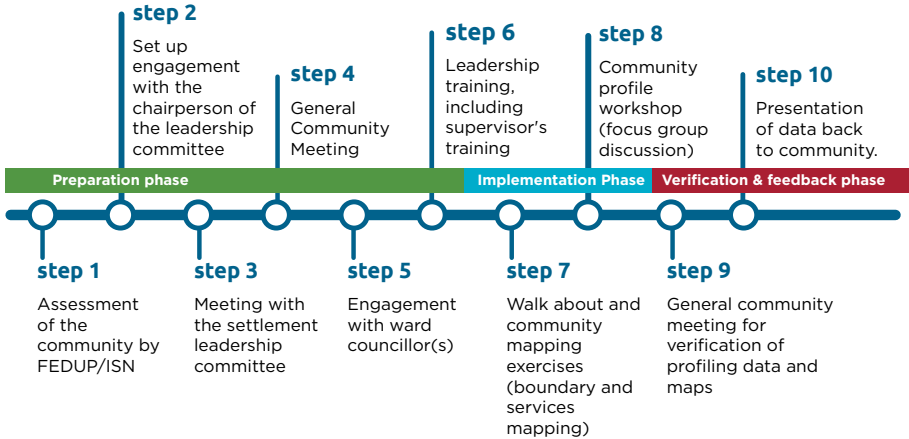 step 2
Set up
engagement
with the
chairperson of
the leadership
committee
step 4
General
Community
Meeting
step 6
Leadership
training,
including
supervisor's
training
step 8
Community
profile
workshop
(focus group
discussion)
step 10
Presentation
of data back
to community.
Preparation phase
Implementation Phase
Verification & feedback phase
step 1
Assessment
of the
community by
FEDUP/ISN
step 3
Meeting with
the settlement
leadership
committee
step 5
Engagement
with ward
councillor(s)
step 7
Walk about and
community
mapping
exercises
(boundary and
services
mapping)
step 9
General community
meeting for
verification of
profiling data and
maps